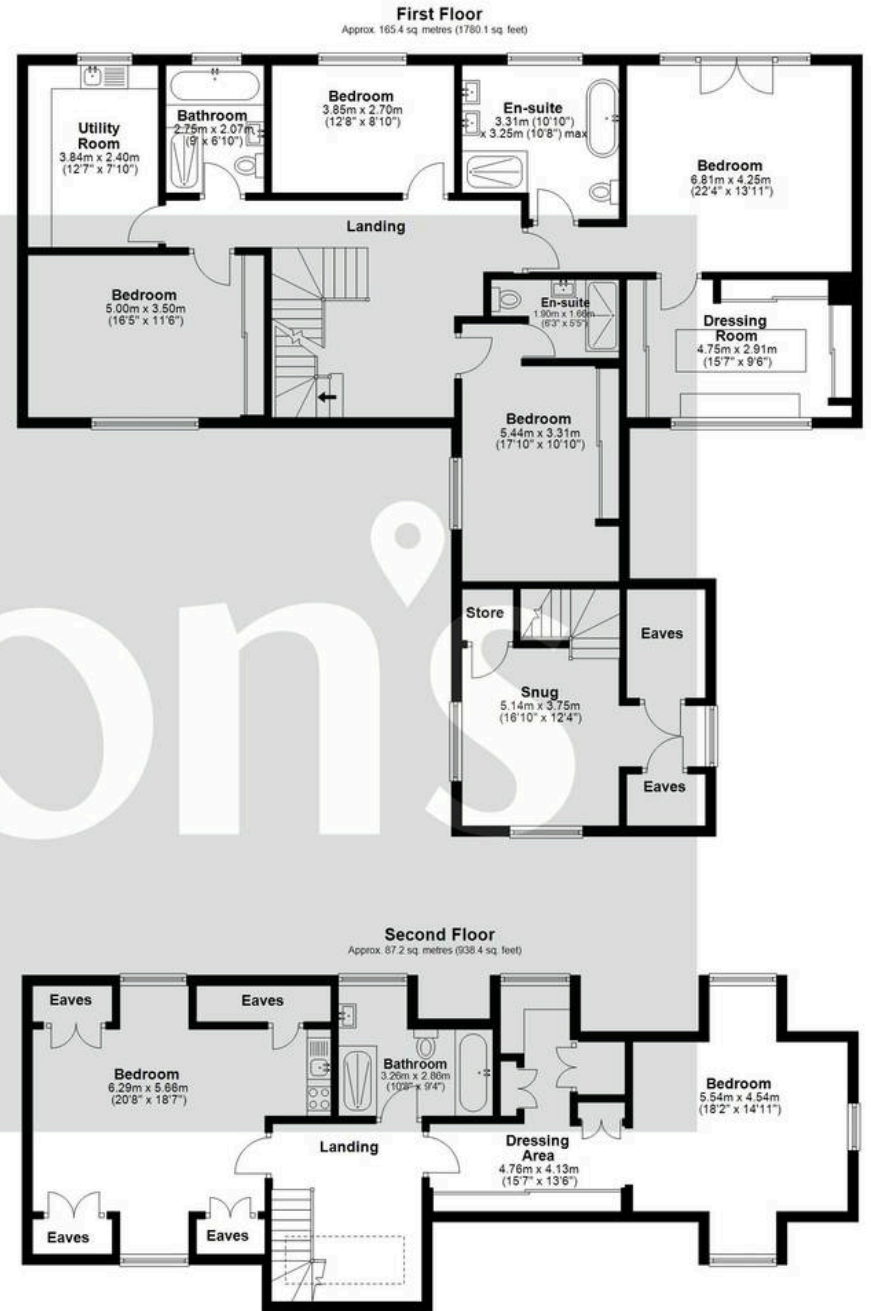 First Floor
Approx. 165.4 sq. metres (1780.1 sq. feet)
Utility
Room
3.84m x 2.40m
(12'7" x 7'10")
Bathroom
2.75m x 2.07m
(9' x 6'10")
Bedroom
3.85m x 2.70m
(12'8" x 8'10")
En-suite
3.31m (10'10")
x 3.25m (10'8") max
Bedroom
6.81m x 4.25m
(22'4" x 13'11")
Landing
Bedroom
5.00m x 3.50m
(16'5" x 11'6")
En-suite
1.90m x 1.66m
(6'3" x 5'5")
Dressing
Room
4.75m x 2.91m
(15'7" x 9'6")
Bedroom
5.44m x 3.31m
(17'10" x 10'10")
Store
Eaves
Snug
5.14m x 3.75m
(16'10" x 12'4")
Eaves
on's
Second Floor
Approx. 87.2 sq. metres (938.4 sq. feet)
Eaves
Eaves
Bedroom
6.29m x 5.66m
(20'8" x 18'7")
Bathroom
3.26m x 2.86m
(10'8" x 9'4")
Bedroom
5.54m x 4.54m
(18'2" x 14'11")
Landing
Dressing
Area
4.76m x 4.13m
(15'7" x 13'6")
Eaves
Eaves